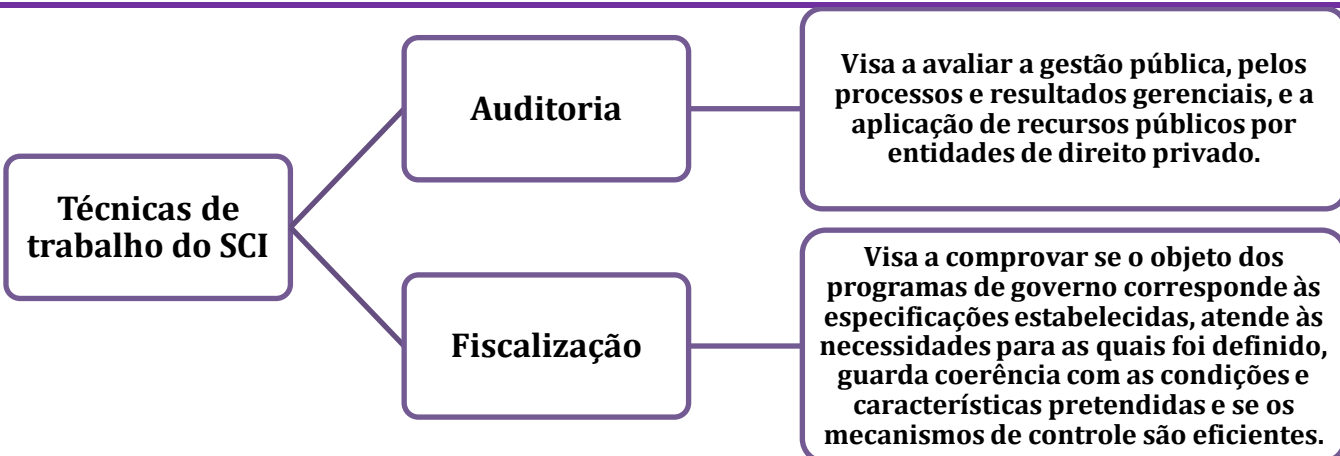 Técnicas de
trabalho do SCI
Auditoria
Visa a avaliar a gestão pública, pelos
processos e resultados gerenciais, e a
aplicação de recursos públicos por
entidades de direito privado.
Fiscalização
Visa a comprovar se o objeto dos
programas de governo corresponde às
especificações estabelecidas, atende às
necessidades para as quais foi definido,
guarda coerência com as condições e
características pretendidas e se os
mecanismos de controle são eficientes.